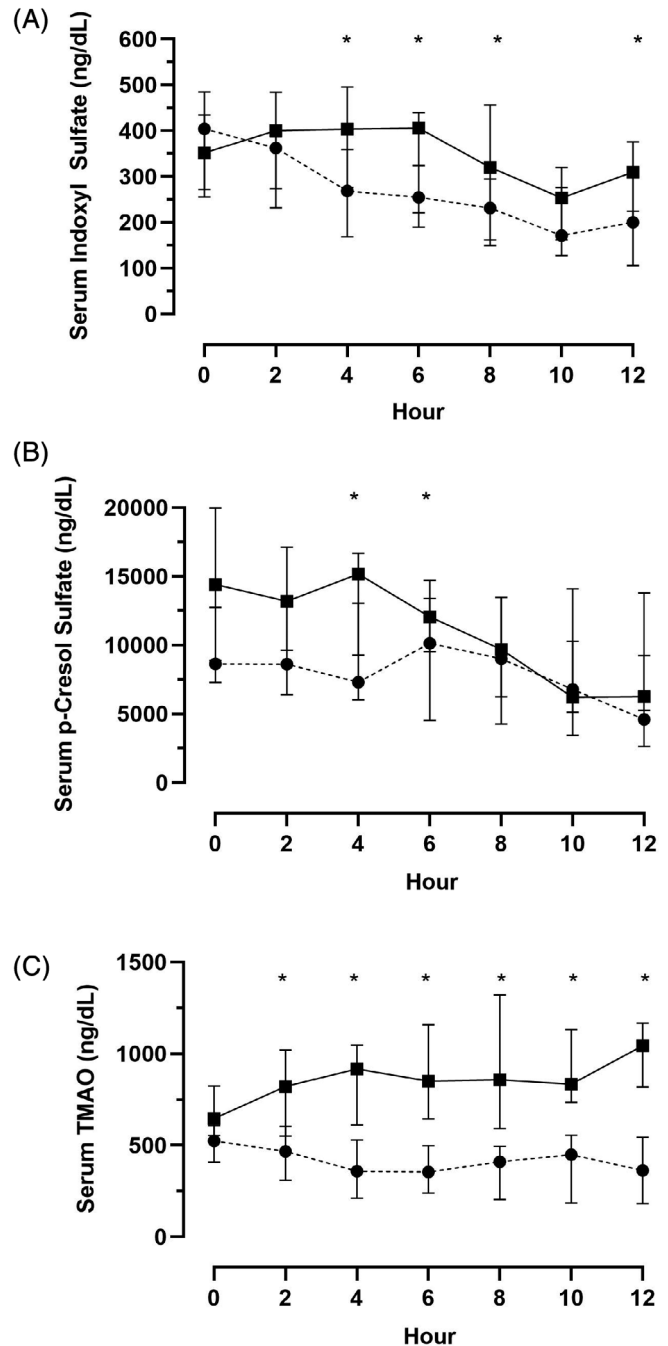 (A)
Serum Indoxyl Sulfate (ng/dL)
600
500
400
300
200
100
0
* * * *
0 2 4 6 8 10 12
Hour
(B)
Serum p-Cresol Sulfate (ng/dL)
20000
15000
10000
5000
0
* *
0 2 4 6 8 10 12
Hour
(C)
Serum TMAO (ng/dL)
1500
1000
500
0
* * * * * *
0 2 4 6 8 10 12
Hour